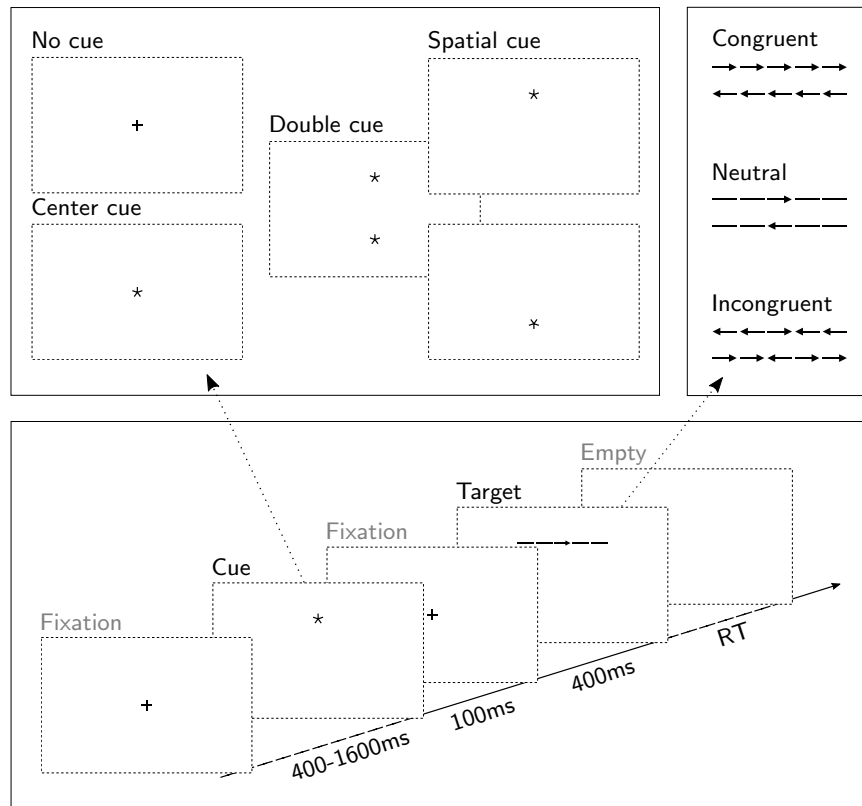 No cue
Spatial cue
Double cue
Center cue
Congruent
Neutral
Incongruent
Empty
Target
Fixation
Cue
Fixation
400-1600ms
100ms
400ms
RT